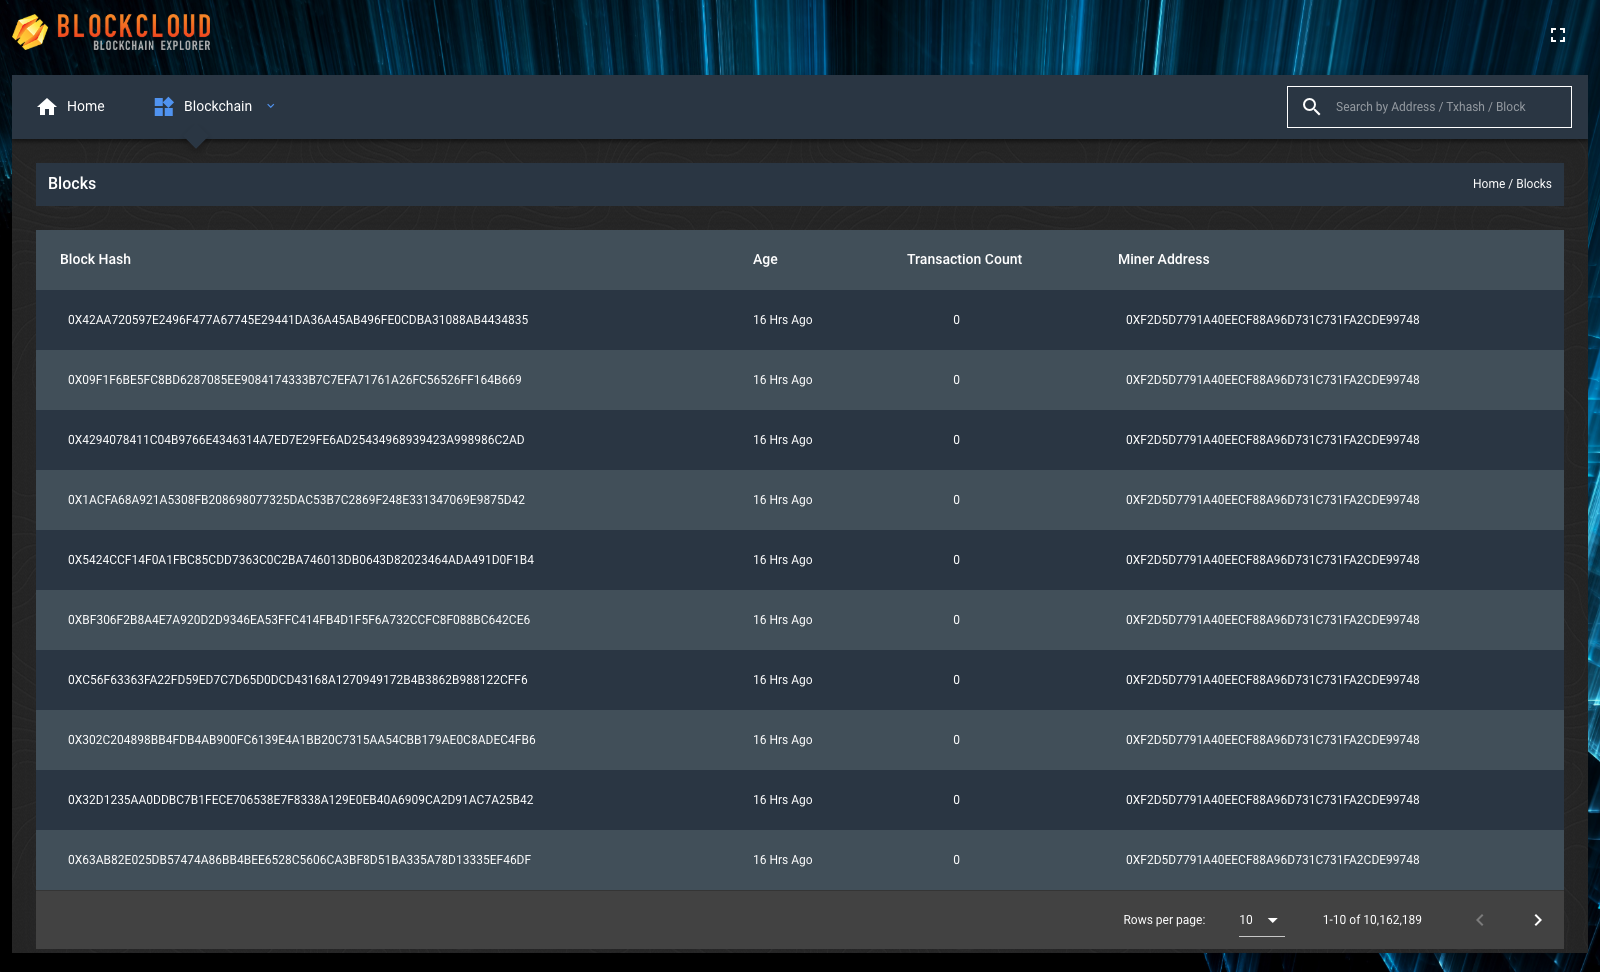 BLOCKCLOUD
BLOCKCHAIN EXPLORER
Home Blockchain Search by Address / Txhash / Block
Blocks Home / Blocks
Block Hash Age Transaction Count Miner Address
0X42AA720597E2496F477A67745E29441DA36A45AB496FE0CDBA31088AB4434835 16 Hrs Ago 0 0XF2D5D7791A40EECF88A96D731C731FA2CDE99748
0X09F1F6BE5FC8BD6287085EE9084174333B7C7EFA71761A26FC56526FF164B669 16 Hrs Ago 0 0XF2D5D7791A40EECF88A96D731C731FA2CDE99748
0X4294078411C04B9766E4346314A7ED7E29FE6AD25434968939423A998986C2AD 16 Hrs Ago 0 0XF2D5D7791A40EECF88A96D731C731FA2CDE99748
0X1ACFA68A921A5308FB208698077325DAC53B7C2869F248E331347069E9875D42 16 Hrs Ago 0 0XF2D5D7791A40EECF88A96D731C731FA2CDE99748
0X5424CCF14F0A1FBC85CDD7363C0C2BA746013DB0643D82023464ADA491D0F1B4 16 Hrs Ago 0 0XF2D5D7791A40EECF88A96D731C731FA2CDE99748
0XBF306F2B8A4E7A920D2D9346EA53FFC414FB4D1F5F6A732CCFC8F088BC642CE6 16 Hrs Ago 0 0XF2D5D7791A40EECF88A96D731C731FA2CDE99748
0XC56F63363FA22FD59ED7C7D65D0DCD43168A1270949172B4B3862B988122CFF6 16 Hrs Ago 0 0XF2D5D7791A40EECF88A96D731C731FA2CDE99748
0X302C204898BB4FDB4AB900FC6139E4A1BB20C7315AA54CBB179AE0C8ADEC4FB6 16 Hrs Ago 0 0XF2D5D7791A40EECF88A96D731C731FA2CDE99748
0X32D1235AA0DDBC7B1FECE706538E7F8338A129E0EB40A6909CA2D91AC7A25B42 16 Hrs Ago 0 0XF2D5D7791A40EECF88A96D731C731FA2CDE99748
0X63AB82E025DB57474A86BB4BEE6528C5606CA3BF8D51BA335A78D13335EF46DF 16 Hrs Ago 0 0XF2D5D7791A40EECF88A96D731C731FA2CDE99748
Rows per page: 10 1-10 of 10,162,189